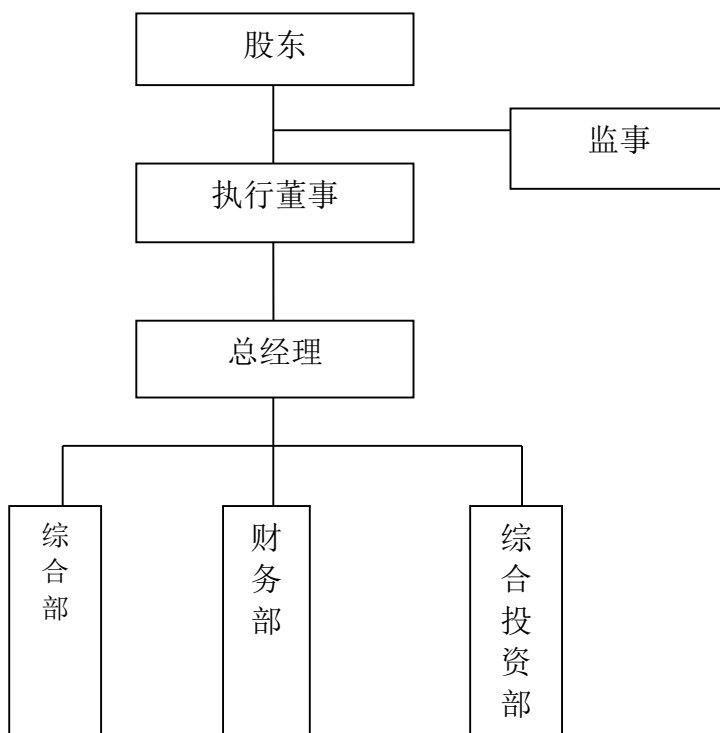 股东
监事
执行董事
总经理
综合部
财务部
综合投资部